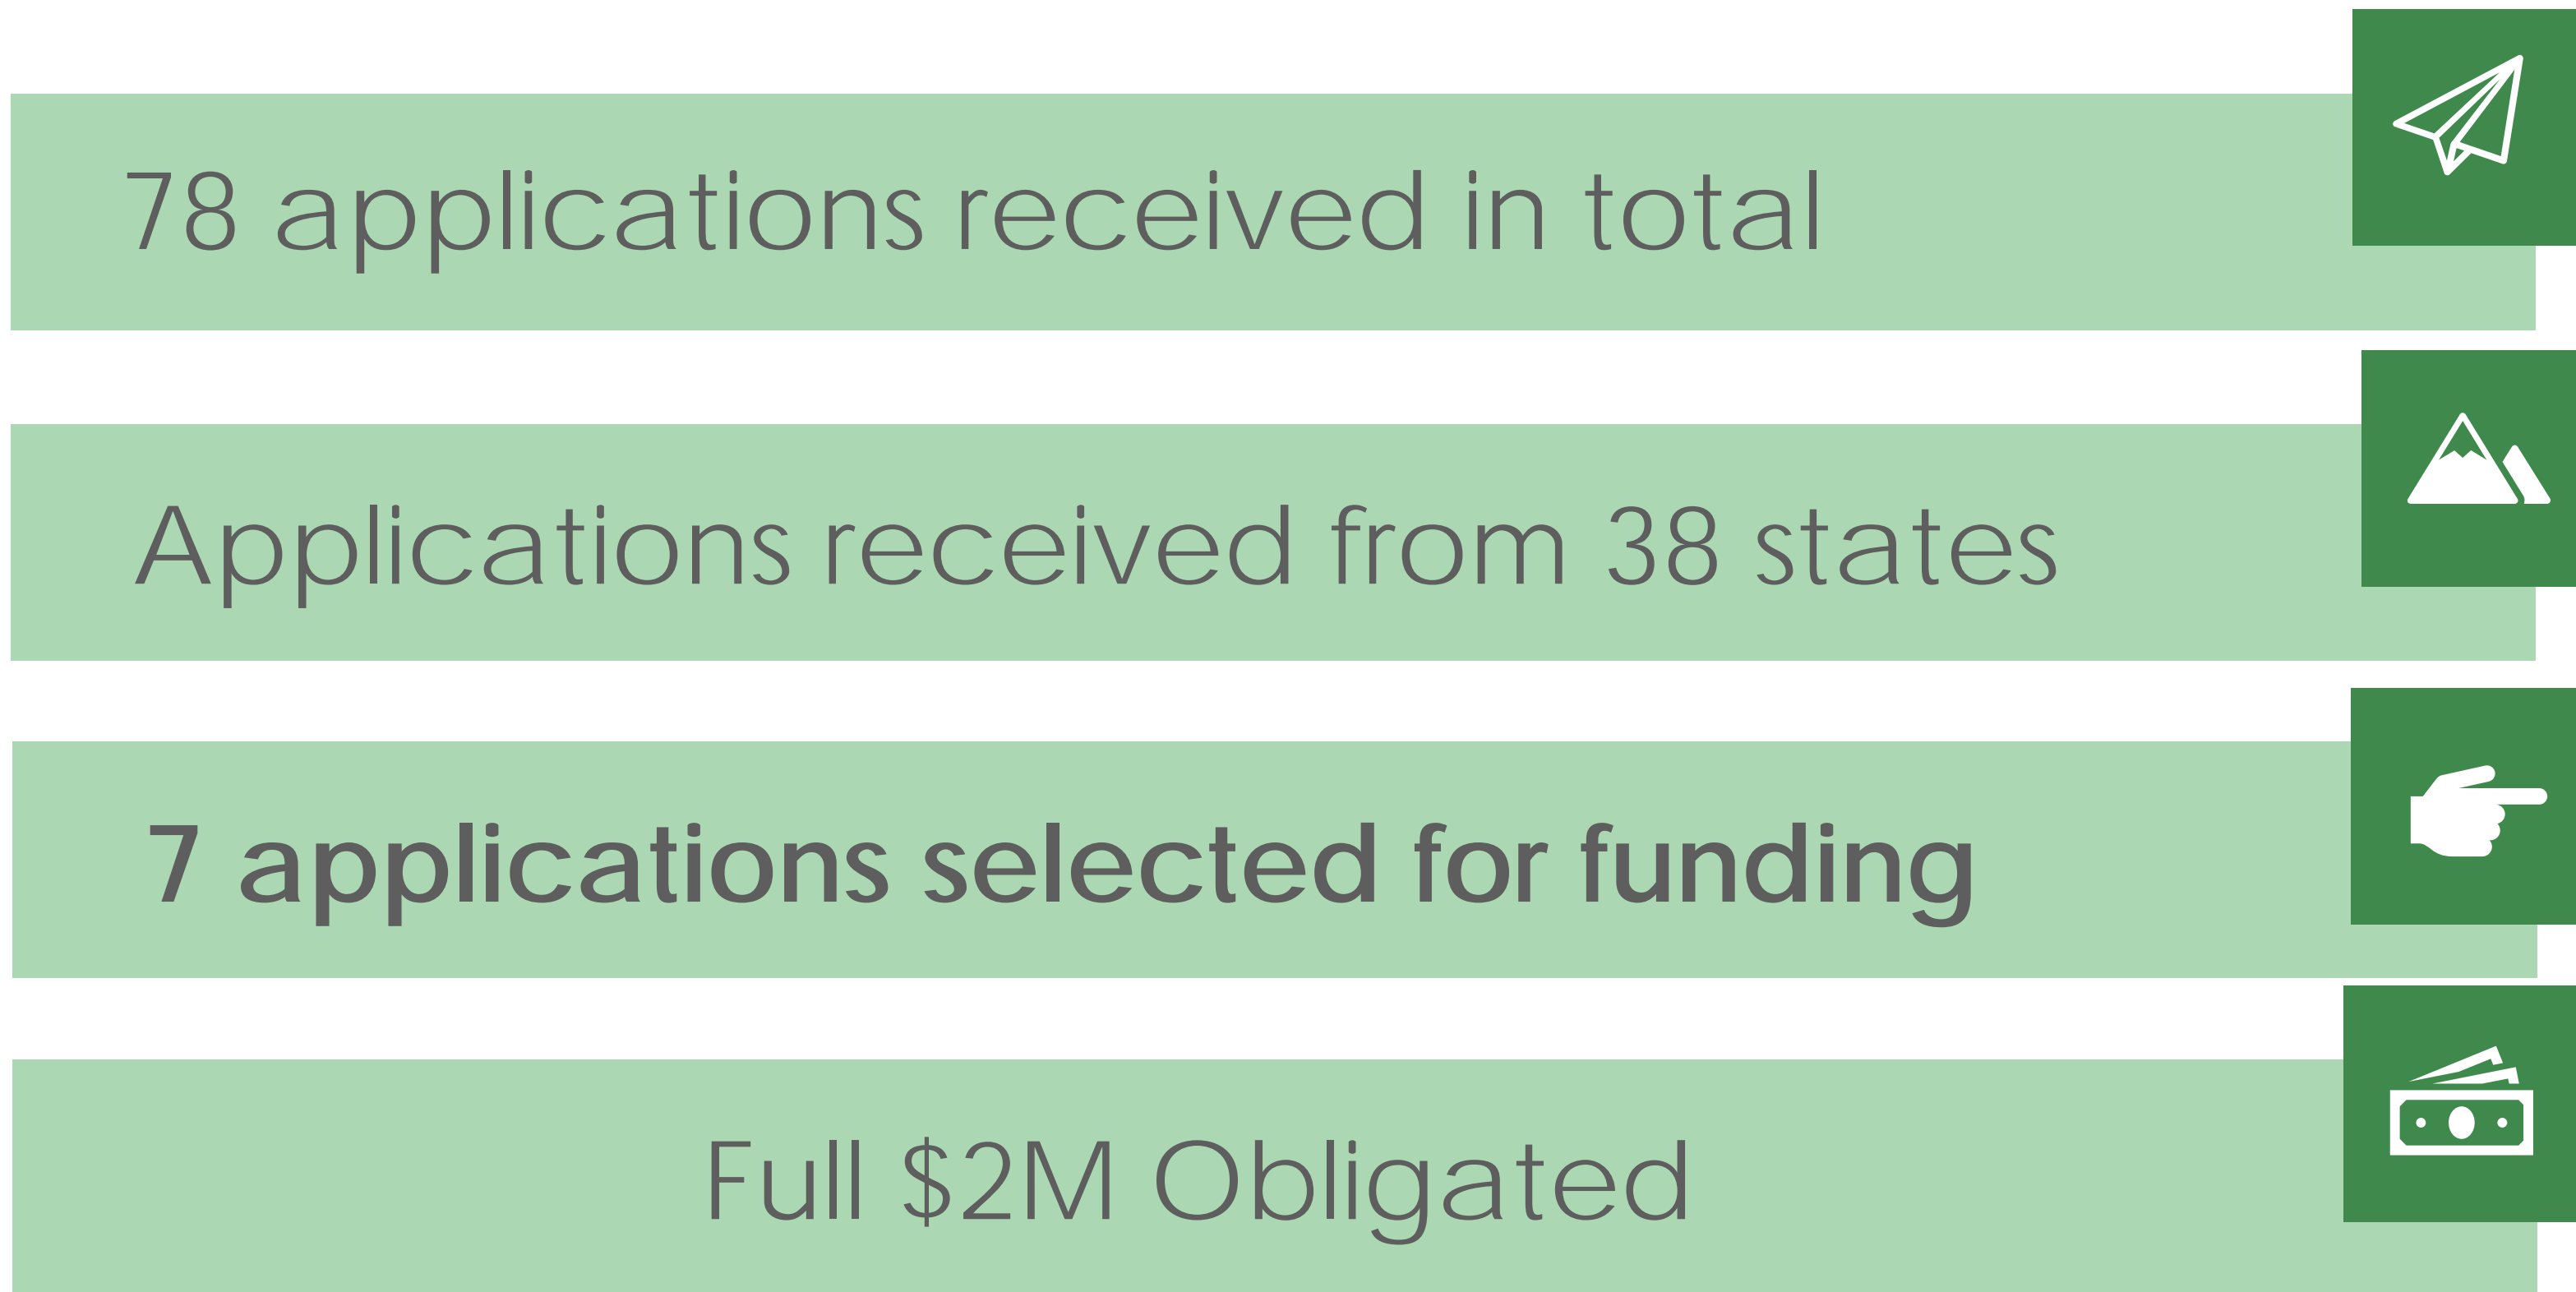 78 applications received in total
Applications received from 38 states
7 applications selected for funding
Full $2M Obligated